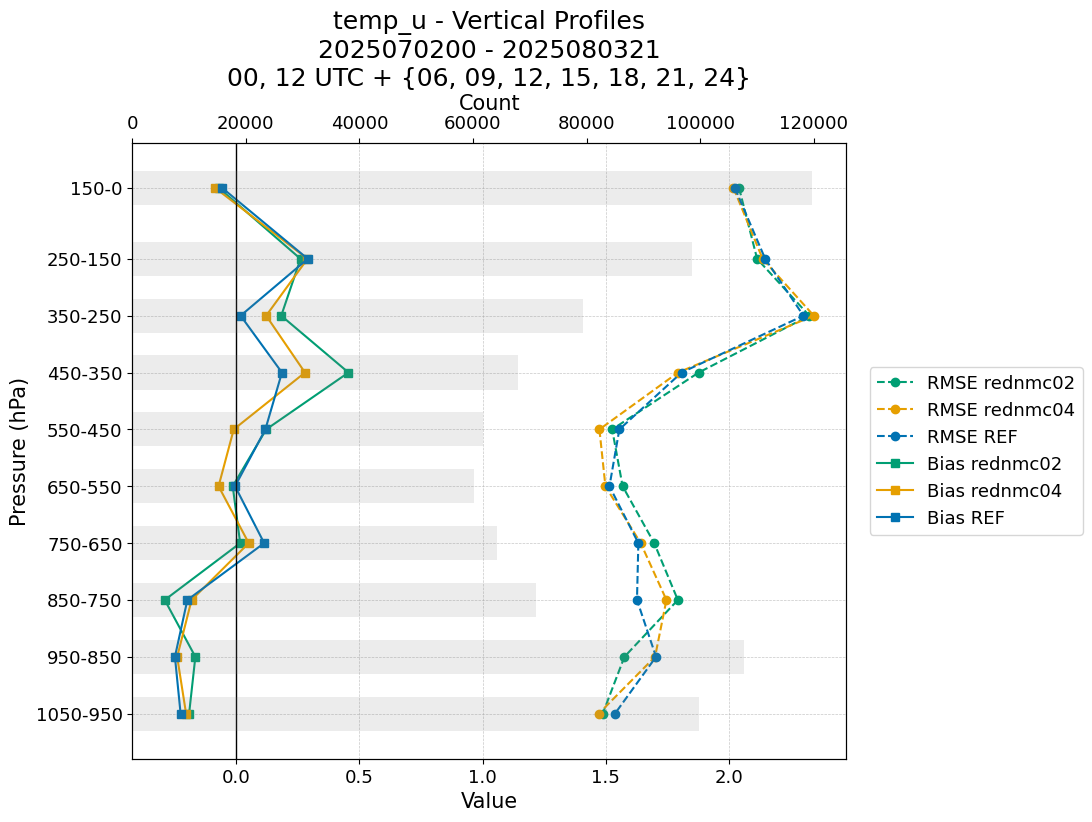 temp_u - Vertical Profiles
2025070200 - 2025080321
00, 12 UTC + {06, 09, 12, 15, 18, 21, 24}
Count
0 20000 40000 60000 80000 100000 120000
150-0
250-150
350-250
450-350
550-450
650-550
750-650
850-750
950-850
1050-950
Pressure (hPa)
0.0 0.5 1.0 1.5 2.0
Value
RMSE rednmc02
RMSE rednmc04
RMSE REF
Bias rednmc02
Bias rednmc04
Bias REF